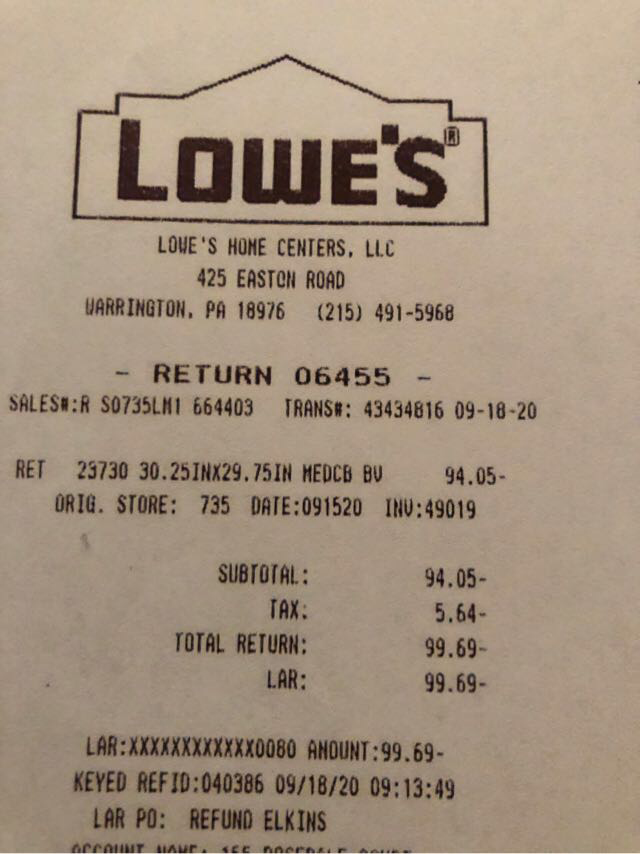 LOWE'S®
LOWE'S HOME CENTERS, LLC
425 EASTON ROAD
WARRINGTON, PA 18976 (215) 491-5968
- RETURN 06455 -
SALES#:R S0735LM1 664403 TRANS#: 43434816 09-18-20
RET 23730 30.25INX29.75IN MEDCB BV 94.05-
ORIG. STORE: 735 DATE:091520 INV:49019
SUBTOTAL: 94.05-
TAX: 5.64-
TOTAL RETURN: 99.69-
LAR: 99.69-
LAR:XXXXXXXXXXXX0080 AMOUNT:99.69-
KEYED REFID:040386 09/18/20 09:13:49
LAR PO: REFUND ELKINS
ACCOUNT NAME: